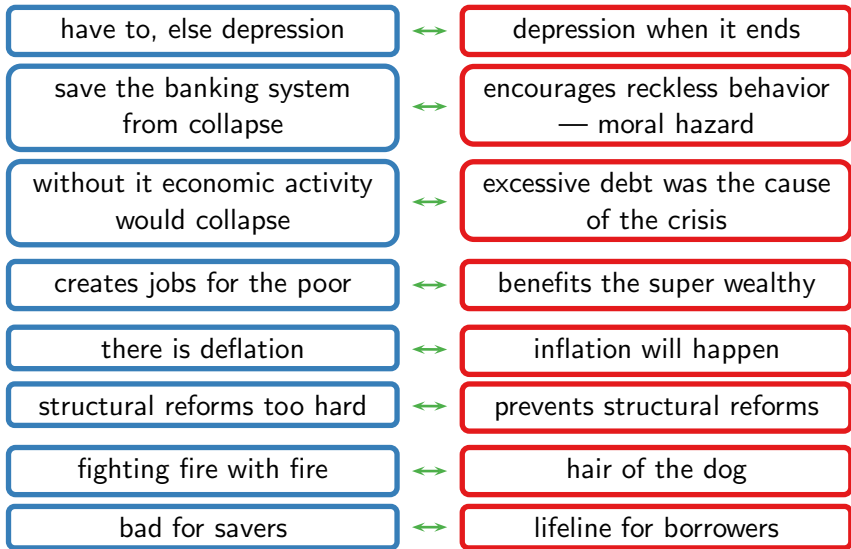 have to, else depression ↔ depression when it ends
save the banking system
from collapse
↔
encourages reckless behavior
— moral hazard
without it economic activity
would collapse
↔
excessive debt was the cause
of the crisis
creates jobs for the poor ↔ benefits the super wealthy
there is deflation ↔ inflation will happen
structural reforms too hard ↔ prevents structural reforms
fighting fire with fire ↔ hair of the dog
bad for savers ↔ lifeline for borrowers